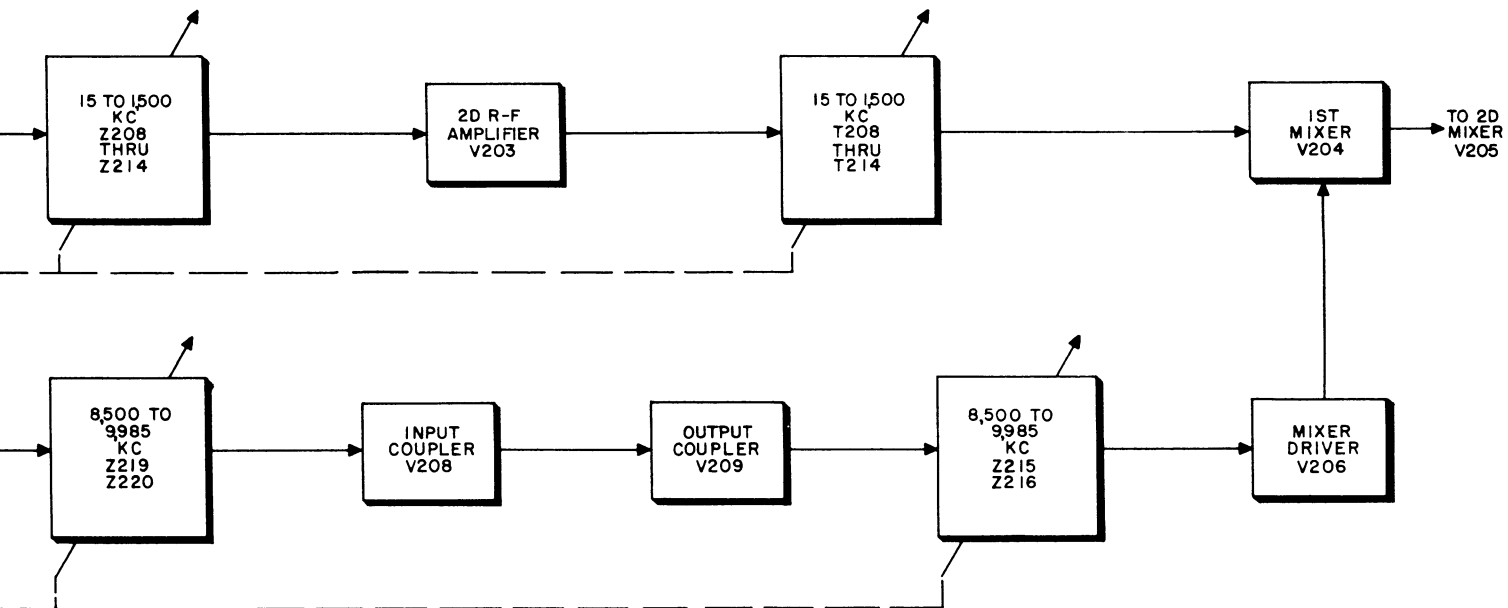 15 TO 1,500
KC
Z208
THRU
Z214
2D R-F
AMPLIFIER
V203
15 TO 1,500
KC
T208
THRU
T214
1ST
MIXER
V204
TO 2D
MIXER
V205
8,500 TO
9,985
KC
Z219
Z220
INPUT
COUPLER
V208
OUTPUT
COUPLER
V209
8,500 TO
9,985
KC
Z215
Z216
MIXER
DRIVER
V206